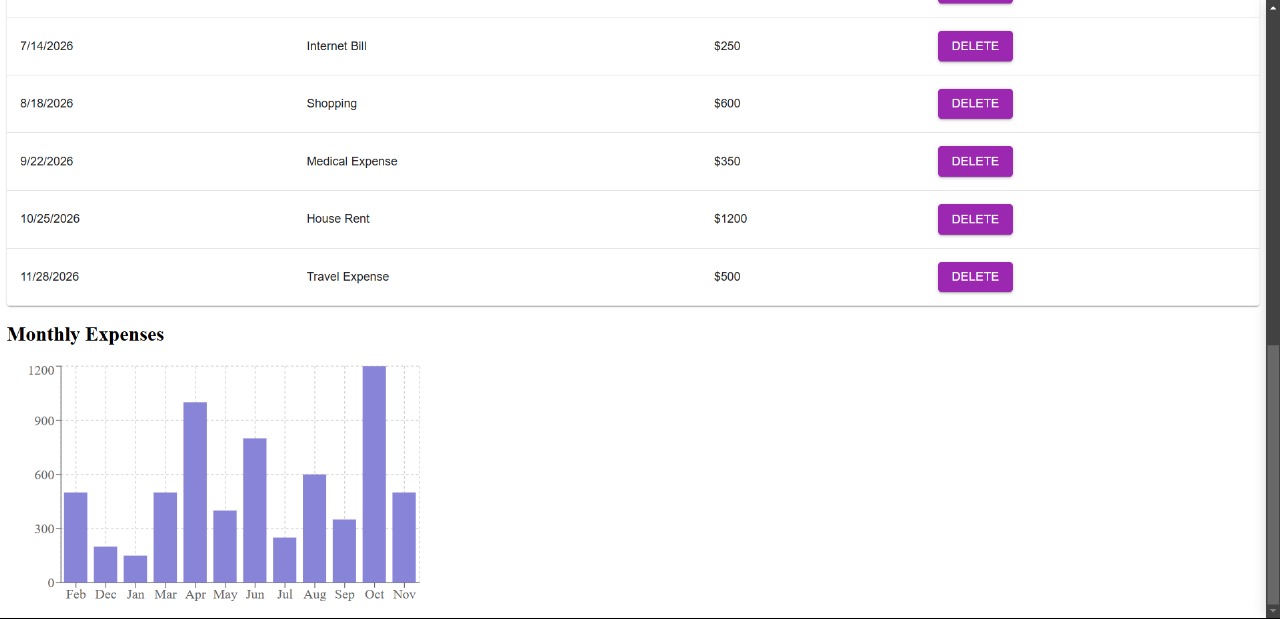 7/14/2026 Internet Bill $250 DELETE
8/18/2026 Shopping $600 DELETE
9/22/2026 Medical Expense $350 DELETE
10/25/2026 House Rent $1200 DELETE
11/28/2026 Travel Expense $500 DELETE
Monthly Expenses
1200
900
600
300
0
Feb Dec Jan Mar Apr May Jun Jul Aug Sep Oct Nov